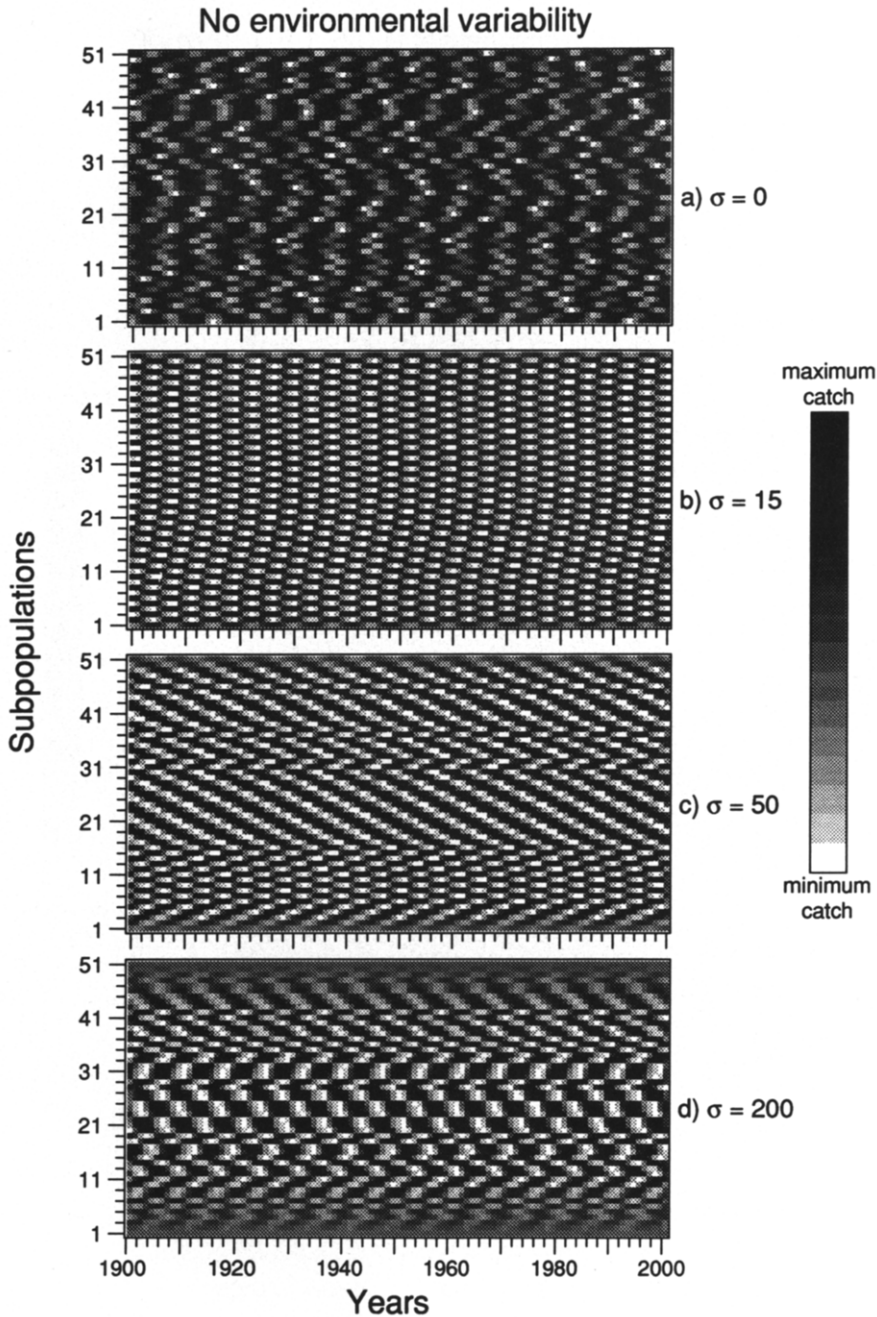 No environmental variability
51
41
31
21
11
1
a) σ = 0
51
41
31
21
11
1
b) σ = 15
maximum
catch
minimum
catch
Subpopulations
51
41
31
21
11
1
c) σ = 50
51
41
31
21
11
1
d) σ = 200
1900 1920 1940 1960 1980 2000
Years